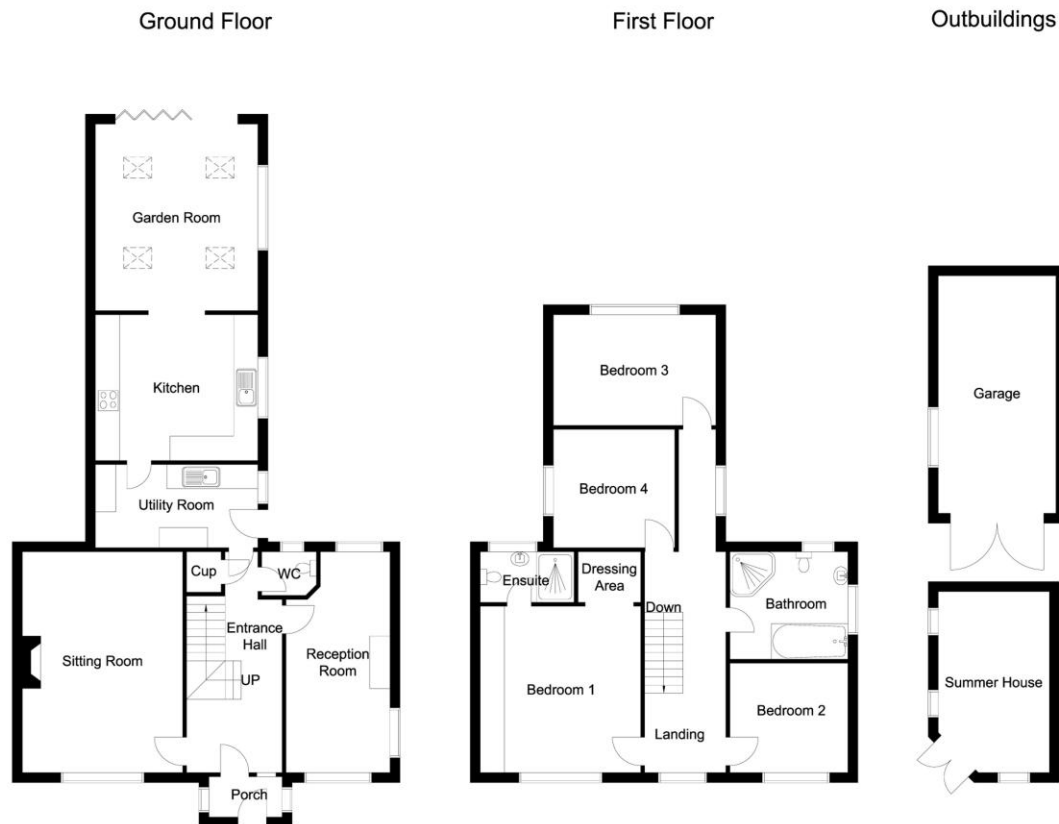 Ground Floor
First Floor
Outbuildings
Garden Room
Kitchen
Utility Room
Cup
WC
Entrance
Hall
Sitting Room
Reception
Room
UP
Porch
Bedroom 3
Bedroom 4
Ensuite
Dressing
Area
Down
Bathroom
Bedroom 1
Bedroom 2
Landing
Garage
Summer House